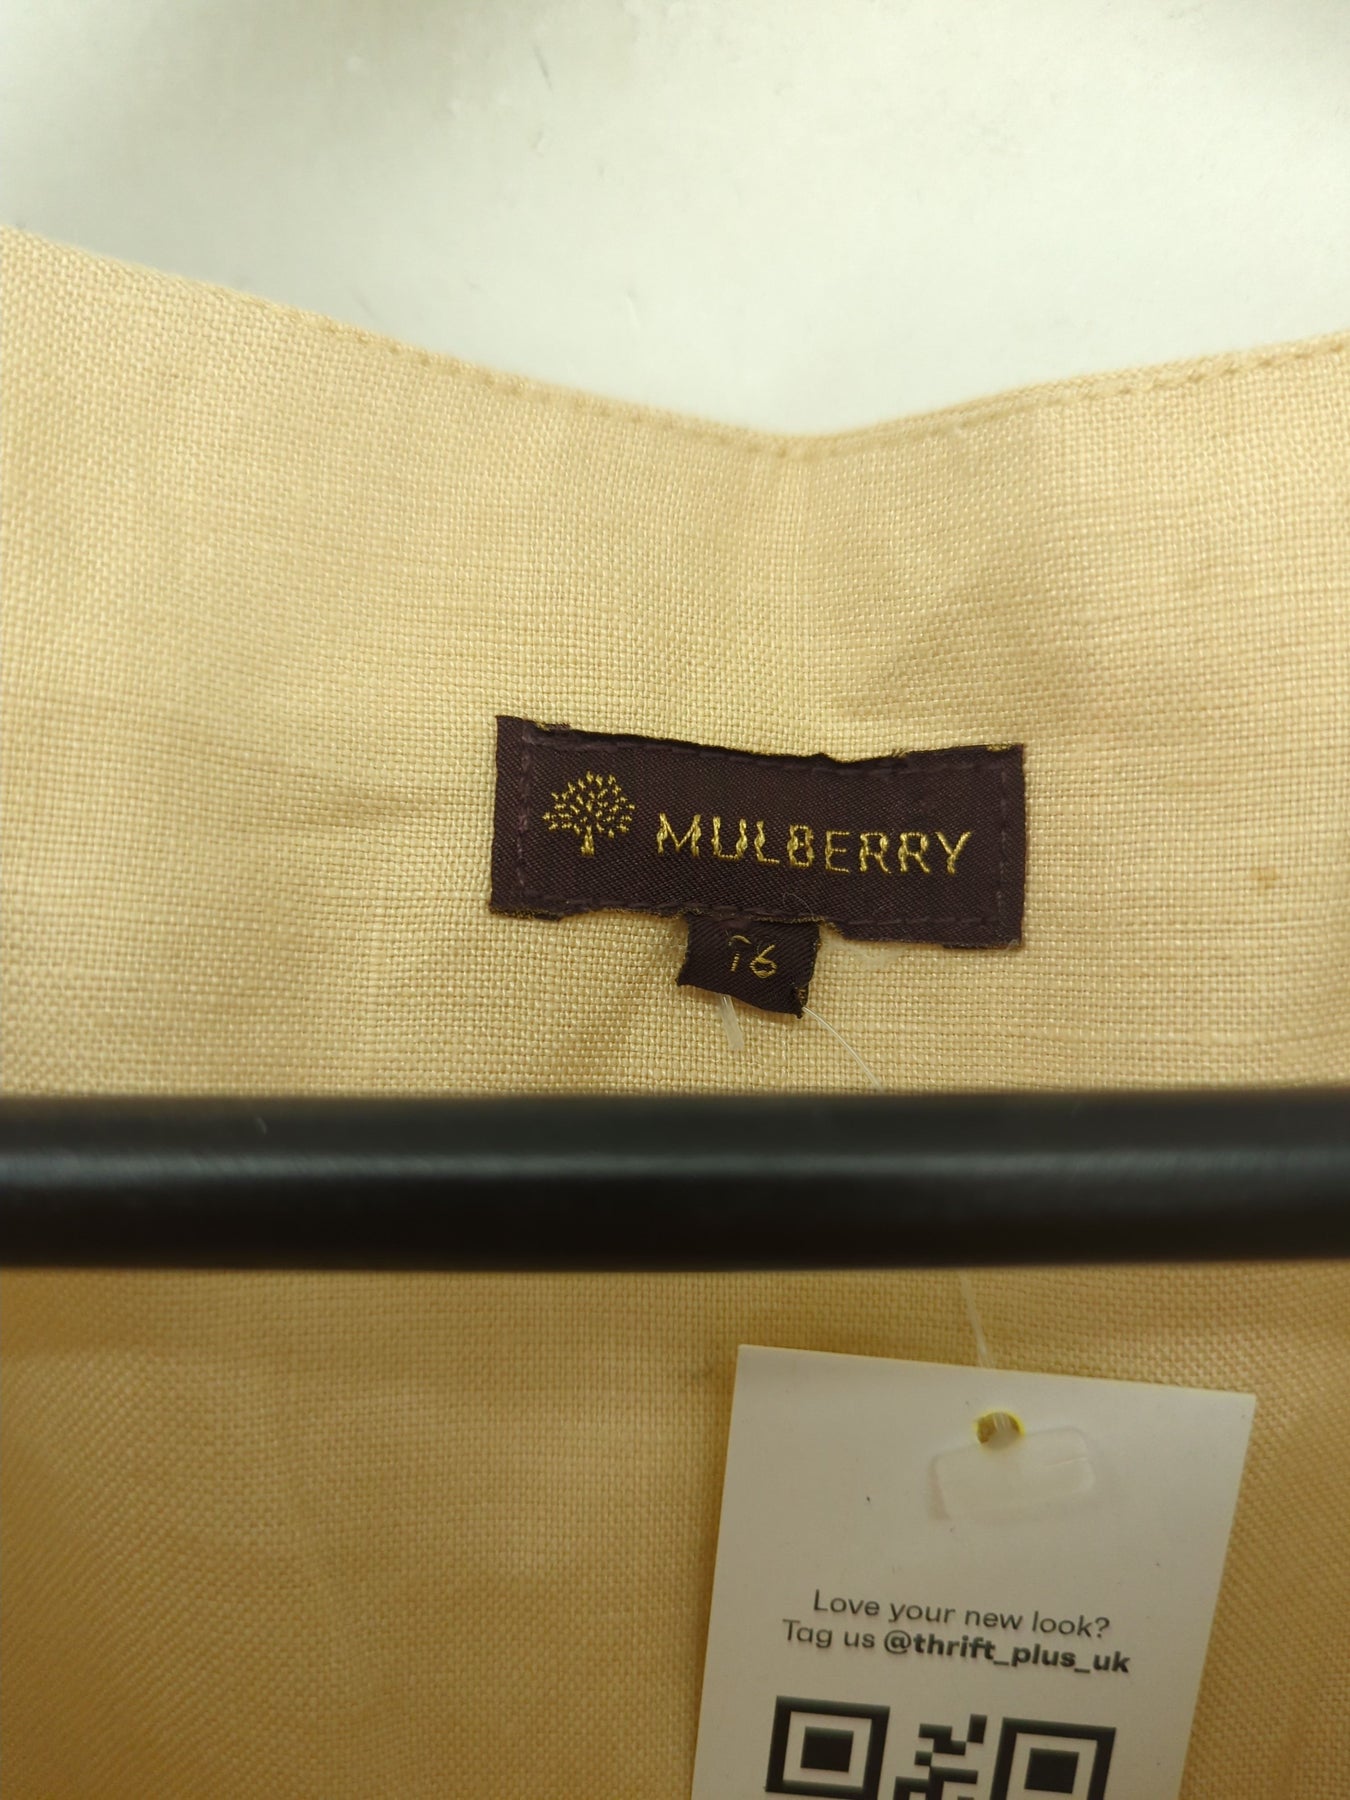 MULBERRY
16
Love your new look?
Tag us @thrift_plus_uk